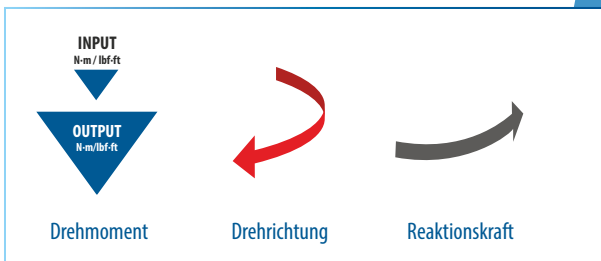 INPUT
N·m / lbf·ft
OUTPUT
N·m/lbf·ft
Drehmoment
Drehrichtung
Reaktionskraft